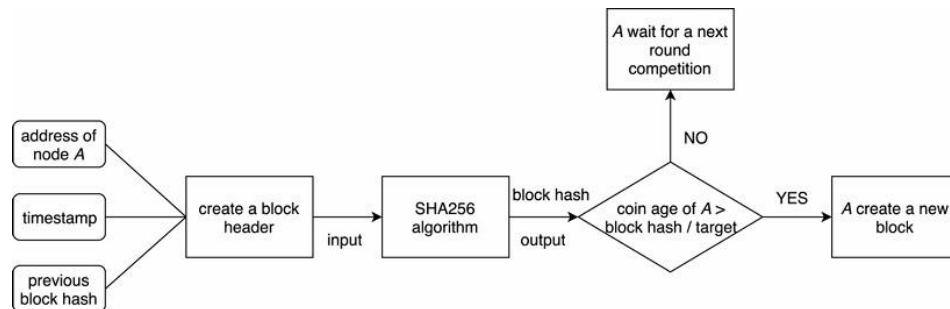 A wait for a next
round
competition
NO
address of
node A
timestamp
previous
block hash
create a block
header
input
SHA256
algorithm
block hash
output
coin age of A >
block hash / target
YES
A create a new
block